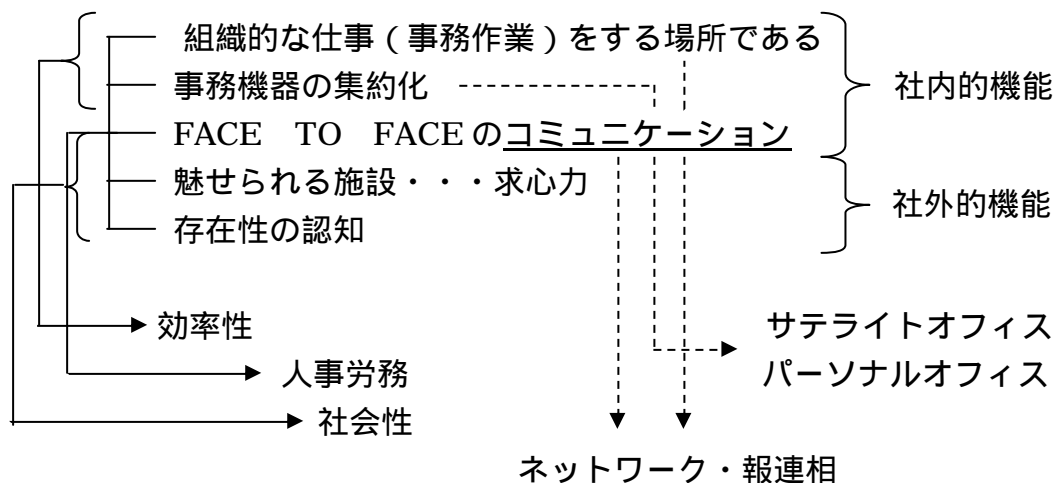 組織的な仕事（事務作業）をする場所である
事務機器の集約化
社内的機能
FACE　TO　FACEのコミュニケーション
魅せられる施設・・・求心力
社外的機能
存在性の認知
効率性
サテライトオフィス
人事労務
パーソナルオフィス
社会性
ネットワーク・報連相